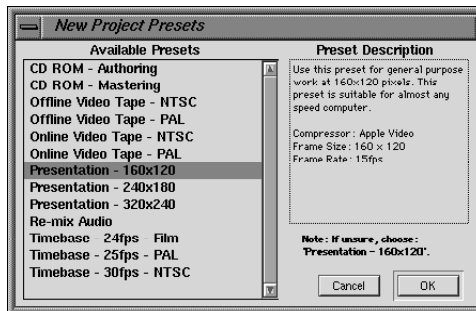 New Project Presets
Available Presets
CD ROM - Authoring
CD ROM - Mastering
Offline Video Tape - NTSC
Offline Video Tape - PAL
Online Video Tape - NTSC
Online Video Tape - PAL
Presentation - 160x120
Presentation - 240x180
Presentation - 320x240
Re-mix Audio
Timebase - 24fps - Film
Timebase - 25fps - PAL
Timebase - 30fps - NTSC
Preset Description
Use this preset for general purpose
work at 160x120 pixels. This
preset is suitable for almost any
speed computer.
Compressor: Apple Video
Frame Size: 160 x 120
Frame Rate: 15fps
Note: If unsure, choose:
'Presentation - 160x120'.
Cancel
OK